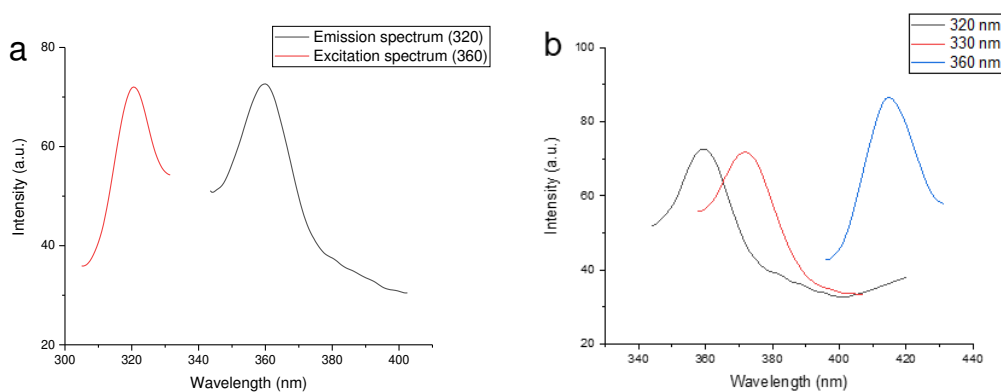 a
Emission spectrum (320)
Excitation spectrum (360)
80
60
40
20
Intensity (a.u.)
300 320 340 360 380 400
Wavelength (nm)
b
320 nm
330 nm
360 nm
100
80
60
40
20
Intensity (a.u.)
340 360 380 400 420 440
Wavelength (nm)